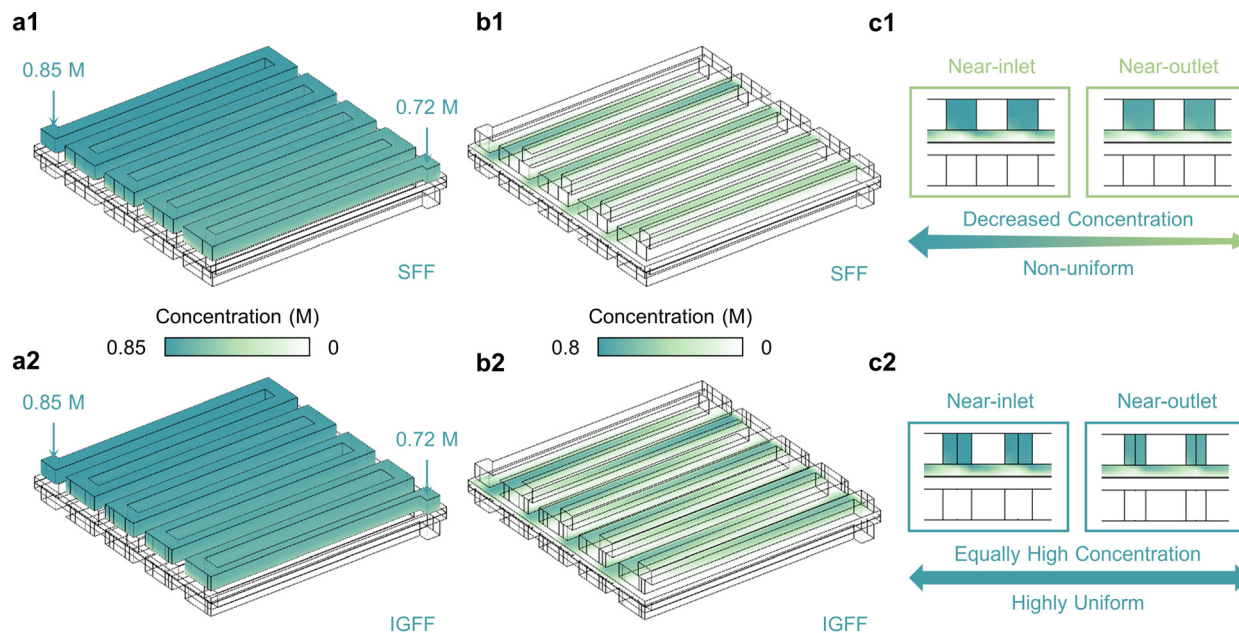 a1
0.85 M
0.72 M
SFF
b1
SFF
c1
Near-inlet
Near-outlet
Decreased Concentration
Non-uniform
Concentration (M)
0.85
0
Concentration (M)
0.8
0
a2
0.85 M
0.72 M
IGFF
b2
IGFF
c2
Near-inlet
Near-outlet
Equally High Concentration
Highly Uniform